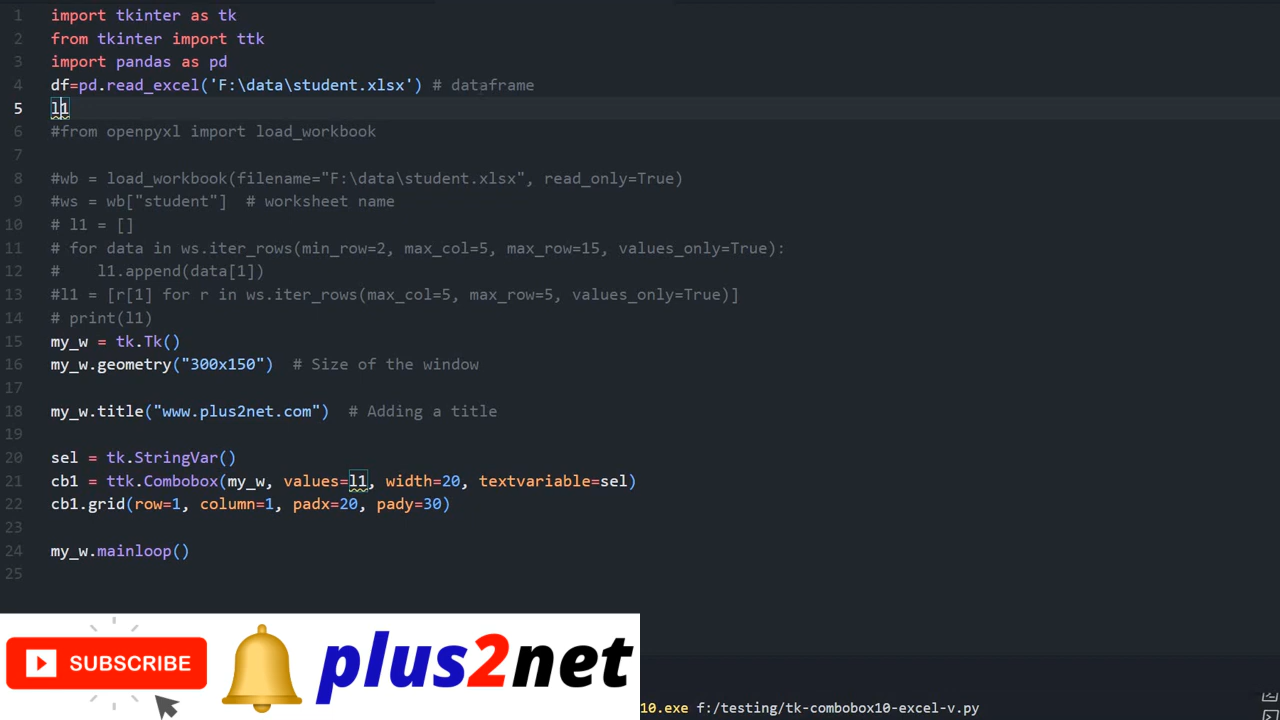 1 import tkinter as tk
2 from tkinter import ttk
3 import pandas as pd
4 df=pd.read_excel('F:\data\student.xlsx') # dataframe
5 l1
6 #from openpyxl import load_workbook
7
8 #wb = load_workbook(filename="F:\data\student.xlsx", read_only=True)
9 #ws = wb["student"]  # worksheet name
10 # l1 = []
11 # for data in ws.iter_rows(min_row=2, max_col=5, max_row=15, values_only=True):
12 #    l1.append(data[1])
13 #l1 = [r[1] for r in ws.iter_rows(max_col=5, max_row=5, values_only=True)]
14 # print(l1)
15 my_w = tk.Tk()
16 my_w.geometry("300x150")  # Size of the window
17
18 my_w.title("www.plus2net.com")  # Adding a title
19
20 sel = tk.StringVar()
21 cb1 = ttk.Combobox(my_w, values=l1, width=20, textvariable=sel)
22 cb1.grid(row=1, column=1, padx=20, pady=30)
23
24 my_w.mainloop()
25
SUBSCRIBE plus2net
10.exe f:/testing/tk-combobox10-excel-v.py